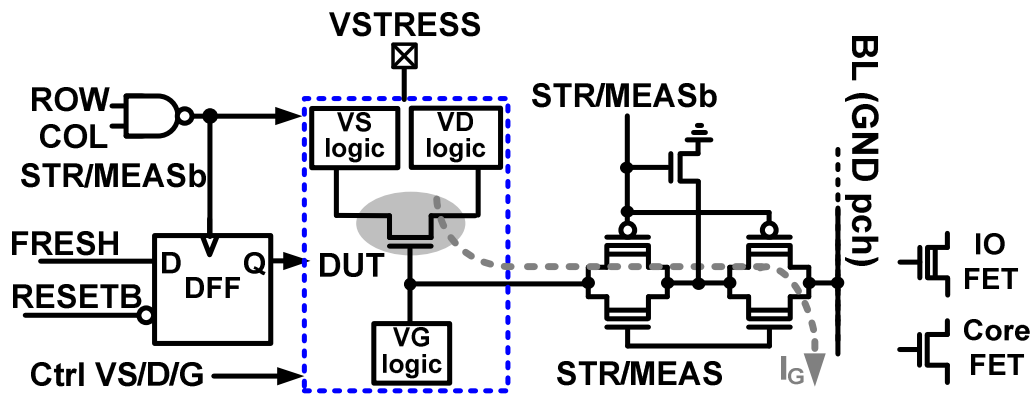 VSTRESS
ROW
COL
STR/MEASb
VS
logic
VD
logic
STR/MEASb
BL (GND pch)
FRESH
RESETB
D
Q
DFF
DUT
VG
logic
Ctrl VS/D/G
STR/MEAS
IG
IO
FET
Core
FET